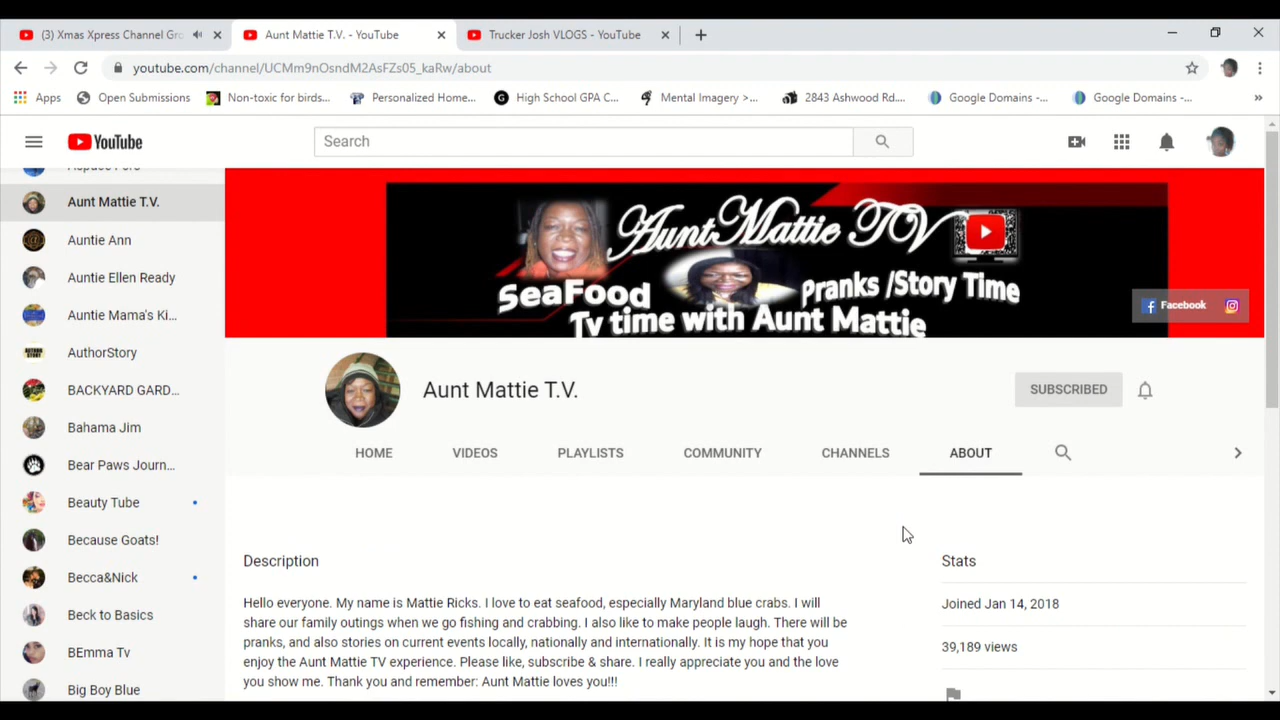 (3) Xmas Xpress Channel Gro
Aunt Mattie T.V. - YouTube
Trucker Josh VLOGS - YouTube
youtube.com/channel/UCMm9nOsndM2AsFZs05_kaRw/about
Apps
Open Submissions
Non-toxic for birds...
Personalized Home...
High School GPA C...
Mental Imagery >...
2843 Ashwood Rd....
Google Domains -...
Google Domains -...
YouTube
Search
Aunt Mattie T.V.
Auntie Ann
Auntie Ellen Ready
Auntie Mama's Ki...
AuthorStory
BACKYARD GARD...
Bahama Jim
Bear Paws Journ...
Beauty Tube
Because Goats!
Becca&Nick
Beck to Basics
BEmma Tv
Big Boy Blue
AuntMattie TV
SeaFood
Pranks /Story Time
Tv time with Aunt Mattie
Facebook
Aunt Mattie T.V.
SUBSCRIBED
HOME
VIDEOS
PLAYLISTS
COMMUNITY
CHANNELS
ABOUT
Description
Hello everyone. My name is Mattie Ricks. I love to eat seafood, especially Maryland blue crabs. I will
share our family outings when we go fishing and crabbing. I also like to make people laugh. There will be
pranks, and also stories on current events locally, nationally and internationally. It is my hope that you
enjoy the Aunt Mattie TV experience. Please like, subscribe & share. I really appreciate you and the love
you show me. Thank you and remember: Aunt Mattie loves you!!!
Stats
Joined Jan 14, 2018
39,189 views